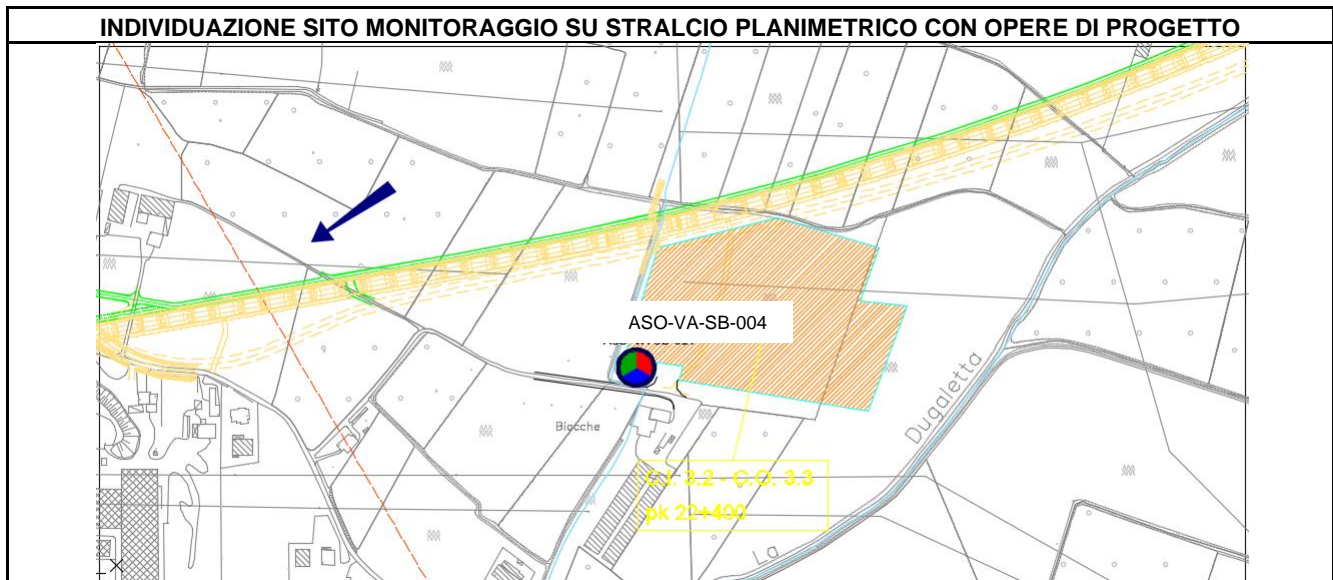 INDIVIDUAZIONE SITO MONITORAGGIO SU STRALCIO PLANIMETRICO CON OPERE DI PROGETTO
ASO-VA-SB-004
Biocche
Dugaletta
C.I. 3.2 - C.O. 3.3
pk 22+400
La